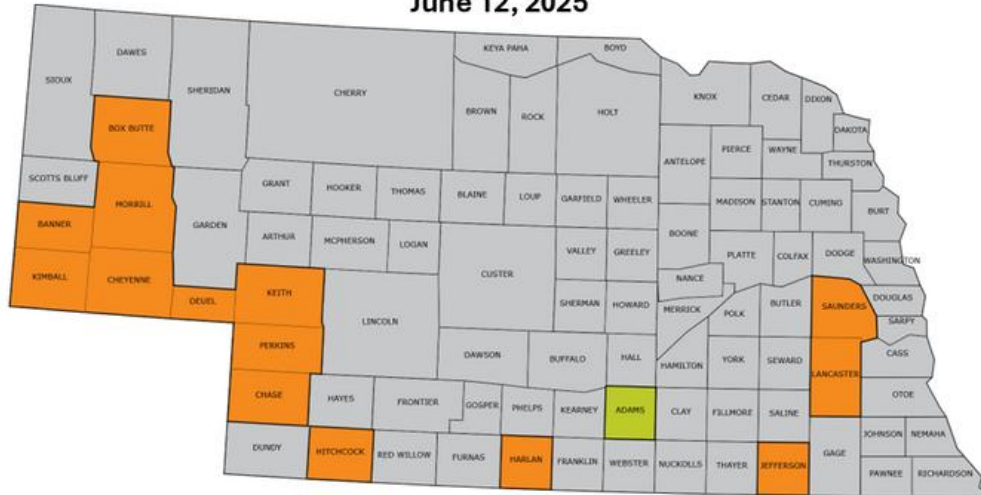 June 12, 2025
KEYA PAHA
BOYD
DAWES
SIOUX
SHERIDAN
CHERRY
KNOX
CEDAR
DIXON
BROWN
ROCK
HOLT
BOX BUTTE
DAKOTA
PIERCE
WAYNE
ANTELOPE
THURSTON
SCOTTS BLUFF
GRANT
HOOKER
THOMAS
BLAINE
LOUP
GARFIELD
WHEELER
MADISON
STANTON
CUMING
MORRILL
BURT
BANNER
GARDEN
ARTHUR
MCPHERSON
LOGAN
BOONE
VALLEY
GREELEY
PLATTE
COLFAX
DODGE
WASHINGTON
KIMBALL
CHEYENNE
CUSTER
NANCE
KEITH
DEUEL
SHERMAN
HOWARD
MERRICK
POLK
BUTLER
SAUNDERS
DOUGLAS
LINCOLN
SARPY
PERKINS
DAWSON
BUFFALO
HALL
HAMILTON
YORK
SEWARD
CASS
LANCASTER
CHASE
HAYES
FRONTIER
GOSPER
PHELPS
KEARNEY
ADAMS
CLAY
FILLMORE
SALINE
OTOE
JOHNSON
NEMAHA
DUNDY
HITCHCOCK
RED WILLOW
FURNAS
HARLAN
FRANKLIN
WEBSTER
NUCKOLLS
THAYER
JEFFERSON
GAGE
PAWNEE
RICHARDSON